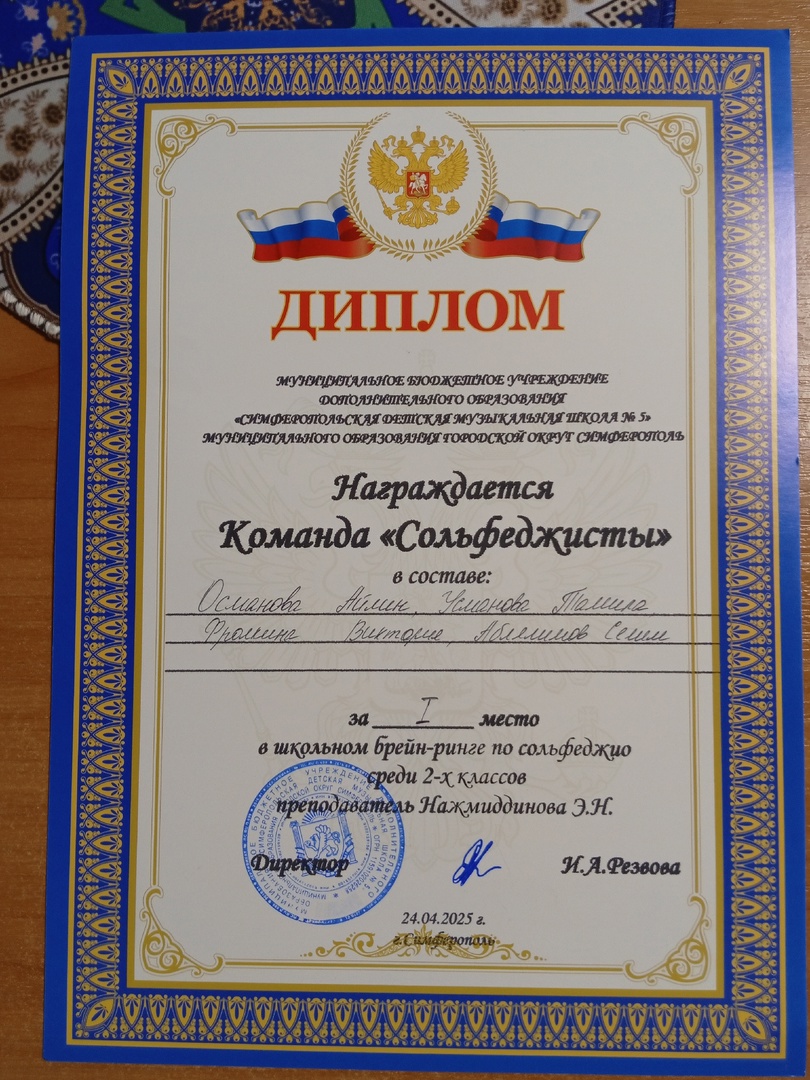 ДИПЛОМ
МУНИЦИПАЛЬНОЕ БЮДЖЕТНОЕ УЧРЕЖДЕНИЕ
ДОПОЛНИТЕЛЬНОГО ОБРАЗОВАНИЯ
«СИМФЕРОПОЛЬСКАЯ ДЕТСКАЯ МУЗЫКАЛЬНАЯ ШКОЛА № 5»
МУНИЦИПАЛЬНОГО ОБРАЗОВАНИЯ ГОРОДСКОЙ ОКРУГ СИМФЕРОПОЛЬ
Награждается
Команда «Сольфеджисты»
в составе:
Османова Айлин, Усманова Тамила,
Фромина Виктория, Аблямитов Селим
за I место
в школьном брейн-ринге по сольфеджио
среди 2-х классов
преподаватель Нажмиддинова Э.Н.
Директор И.А.Резвова
24.04.2025 г.
г.Симферополь